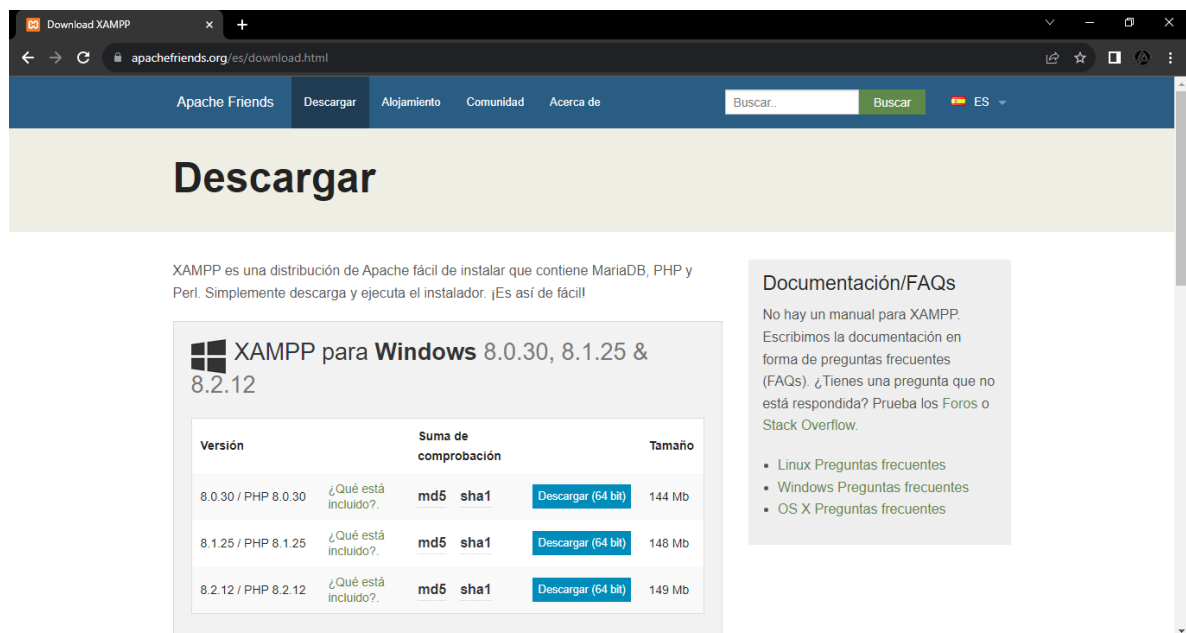 Download XAMPP
apachefriends.org/es/download.html
Apache Friends Descargar Alojamiento Comunidad Acerca de Buscar.. Buscar ES
Descargar
XAMPP es una distribución de Apache fácil de instalar que contiene MariaDB, PHP y
Perl. Simplemente descarga y ejecuta el instalador. ¡Es así de fácil!
XAMPP para Windows 8.0.30, 8.1.25 &
8.2.12
Versión Suma de
comprobación Tamaño
8.0.30 / PHP 8.0.30 ¿Qué está
incluido?. md5 sha1 Descargar (64 bit) 144 Mb
8.1.25 / PHP 8.1.25 ¿Qué está
incluido?. md5 sha1 Descargar (64 bit) 148 Mb
8.2.12 / PHP 8.2.12 ¿Qué está
incluido?. md5 sha1 Descargar (64 bit) 149 Mb
Documentación/FAQs
No hay un manual para XAMPP.
Escribimos la documentación en
forma de preguntas frecuentes
(FAQs). ¿Tienes una pregunta que no
está respondida? Prueba los Foros o
Stack Overflow.
Linux Preguntas frecuentes
Windows Preguntas frecuentes
OS X Preguntas frecuentes